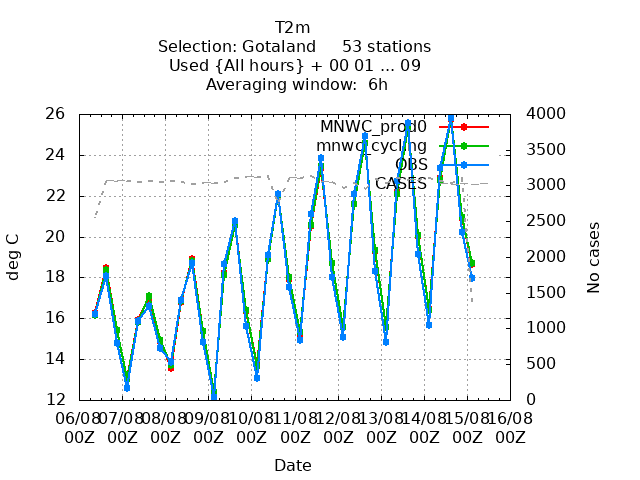 T2m
Selection: Gotaland     53 stations
Used {All hours} + 00 01 ... 09
Averaging window:  6h
26
24
22
20
18
16
14
12
4000
3500
3000
2500
2000
1500
1000
500
0
MNWC_prod0
mnwc_cycling
OBS
CASES
deg C
No cases
06/08 07/08 08/08 09/08 10/08 11/08 12/08 13/08 14/08 15/08 16/08
00Z 00Z 00Z 00Z 00Z 00Z 00Z 00Z 00Z 00Z 00Z
Date